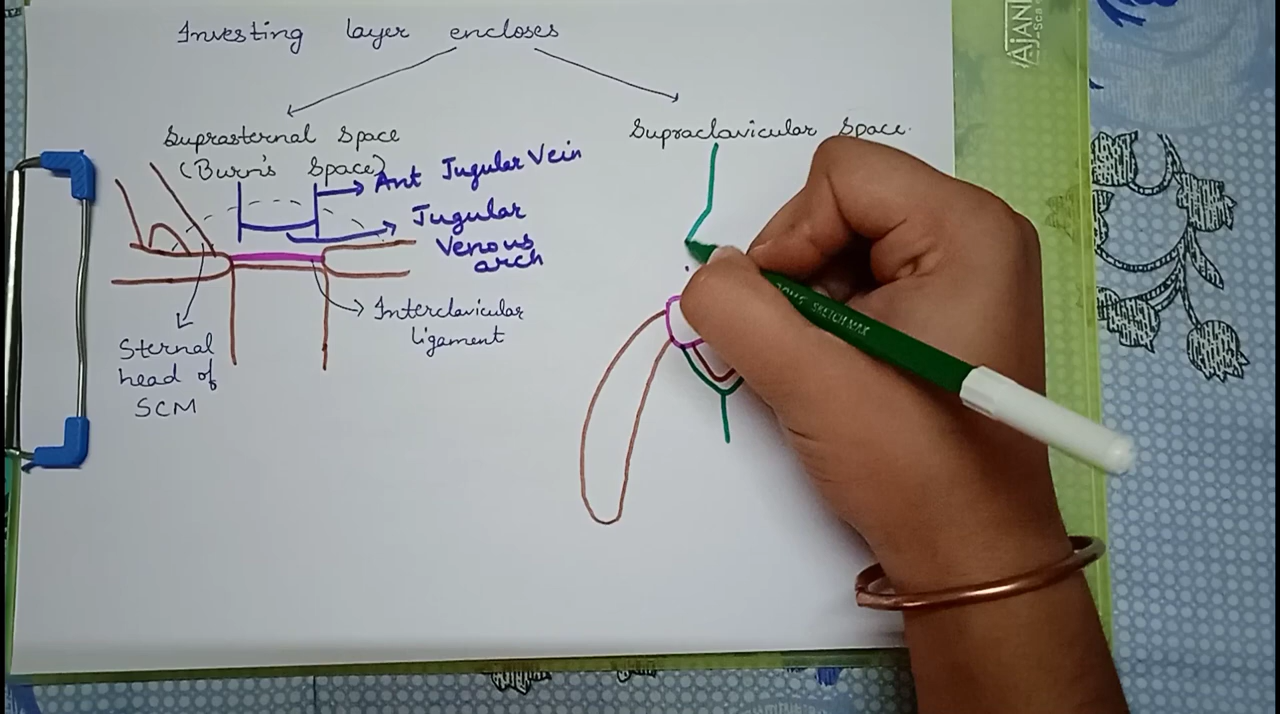 Investing layer encloses
Suprasternal Space
(Burn's Space)
Ant Jugular Vein
Jugular
Venous
arch
Interclavicular
ligament
Sternal
head of
SCM
Supraclavicular Space.
AJANT